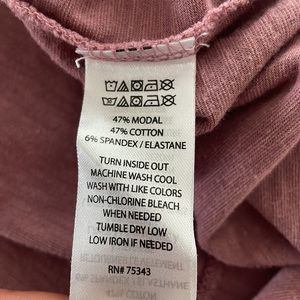 47% MODAL
47% COTTON
6% SPANDEX / ELASTANE
TURN INSIDE OUT
MACHINE WASH COOL
WASH WITH LIKE COLORS
NON-CHLORINE BLEACH
WHEN NEEDED
TUMBLE DRY LOW
LOW IRON IF NEEDED
RN# 75343